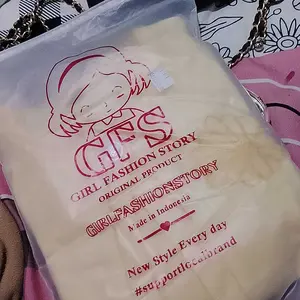 GFS
GIRL FASHION STORY
ORIGINAL PRODUCT
GIRLFASHIONSTORY
Made in Indonesia
New Style Every day
#supportlocalbrand